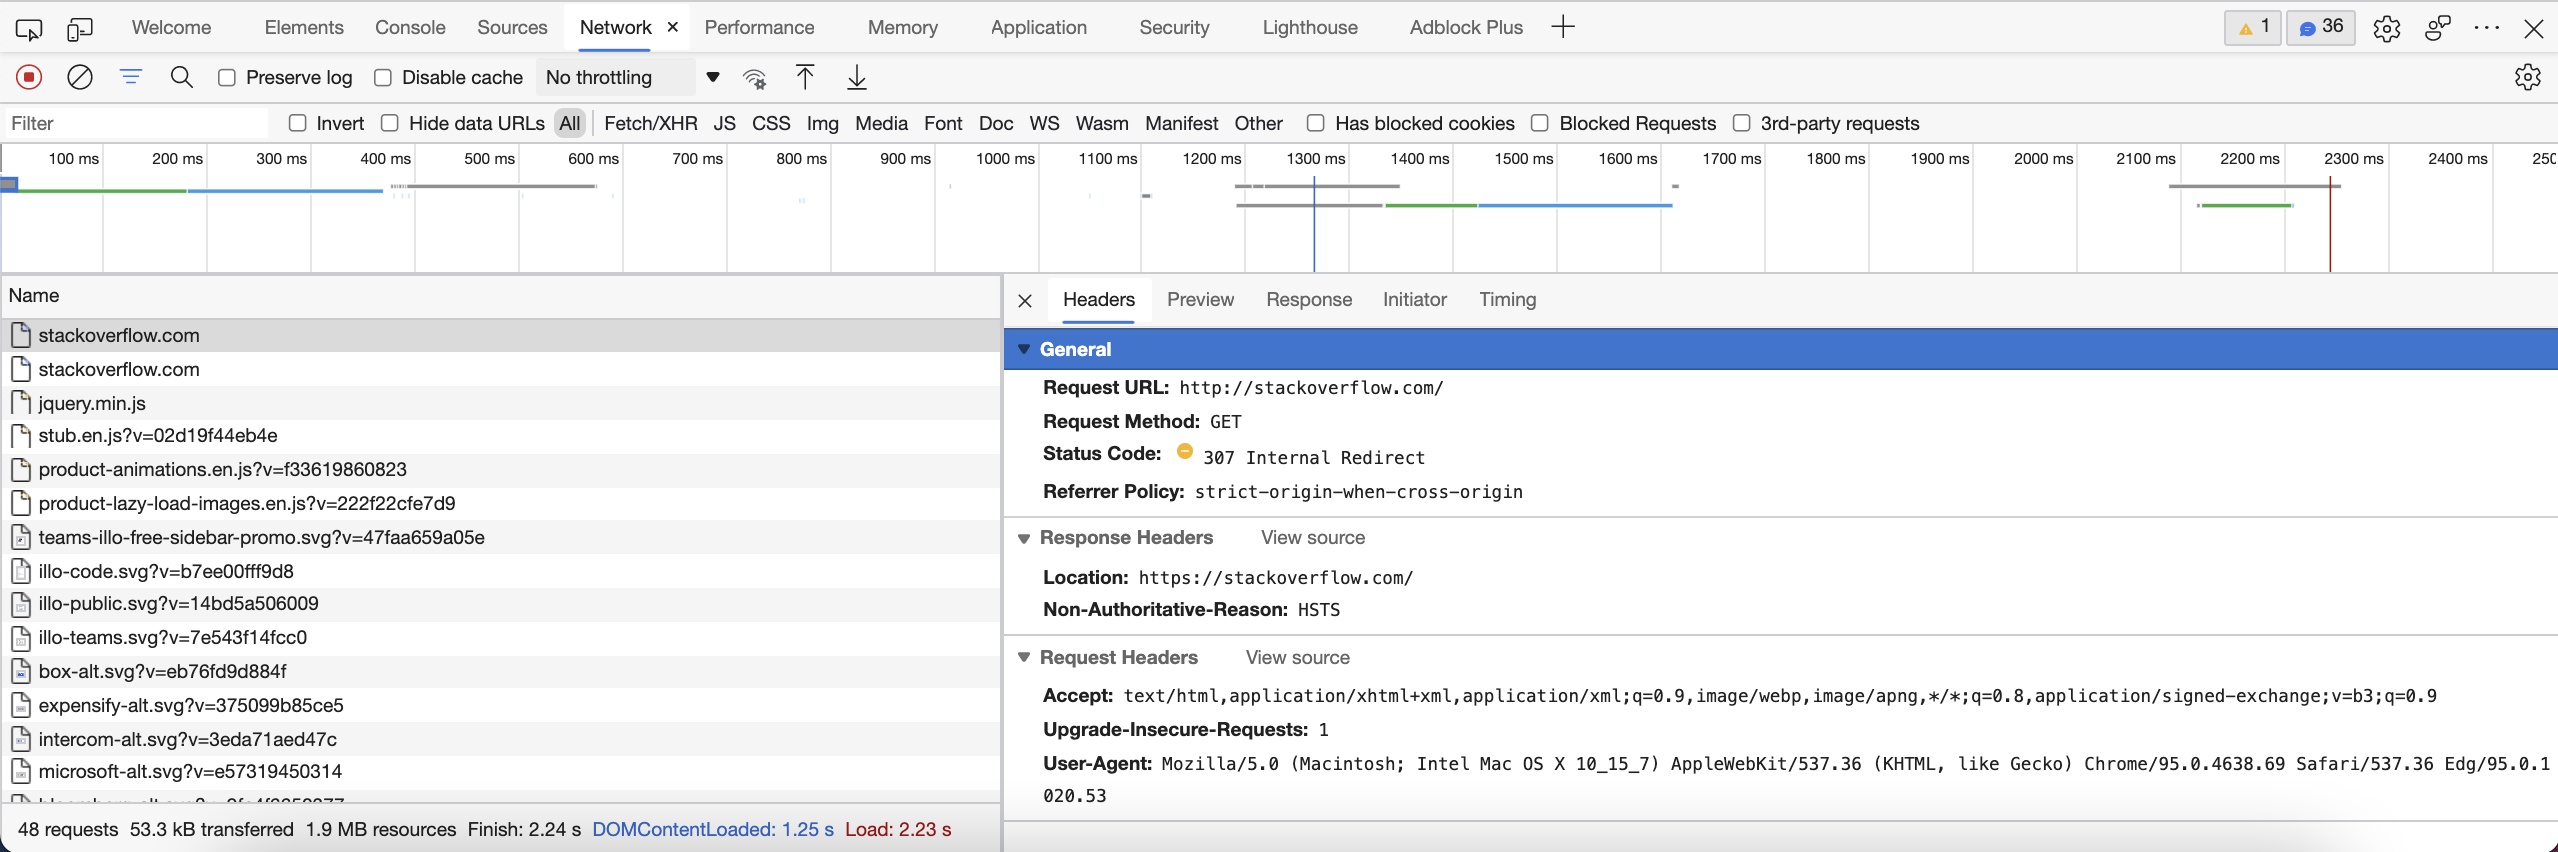 Welcome Elements Console Sources Network × Performance Memory Application Security Lighthouse Adblock Plus 1 36
Preserve log Disable cache No throttling
Filter Invert Hide data URLs All Fetch/XHR JS CSS Img Media Font Doc WS Wasm Manifest Other Has blocked cookies Blocked Requests 3rd-party requests
100 ms 200 ms 300 ms 400 ms 500 ms 600 ms 700 ms 800 ms 900 ms 1000 ms 1100 ms 1200 ms 1300 ms 1400 ms 1500 ms 1600 ms 1700 ms 1800 ms 1900 ms 2000 ms 2100 ms 2200 ms 2300 ms 2400 ms
Name
stackoverflow.com
stackoverflow.com
jquery.min.js
stub.en.js?v=02d19f44eb4e
product-animations.en.js?v=f33619860823
product-lazy-load-images.en.js?v=222f22cfe7d9
teams-illo-free-sidebar-promo.svg?v=47faa659a05e
illo-code.svg?v=b7ee00fff9d8
illo-public.svg?v=14bd5a506009
illo-teams.svg?v=7e543f14fcc0
box-alt.svg?v=eb76fd9d884f
expensify-alt.svg?v=375099b85ce5
intercom-alt.svg?v=3eda71aed47c
microsoft-alt.svg?v=e57319450314
48 requests 53.3 kB transferred 1.9 MB resources Finish: 2.24 s DOMContentLoaded: 1.25 s Load: 2.23 s
Headers Preview Response Initiator Timing
General
Request URL: http://stackoverflow.com/
Request Method: GET
Status Code: 307 Internal Redirect
Referrer Policy: strict-origin-when-cross-origin
Response Headers View source
Location: https://stackoverflow.com/
Non-Authoritative-Reason: HSTS
Request Headers View source
Accept: text/html,application/xhtml+xml,application/xml;q=0.9,image/webp,image/apng,*/*;q=0.8,application/signed-exchange;v=b3;q=0.9
Upgrade-Insecure-Requests: 1
User-Agent: Mozilla/5.0 (Macintosh; Intel Mac OS X 10_15_7) AppleWebKit/537.36 (KHTML, like Gecko) Chrome/95.0.4638.69 Safari/537.36 Edg/95.0.1
020.53